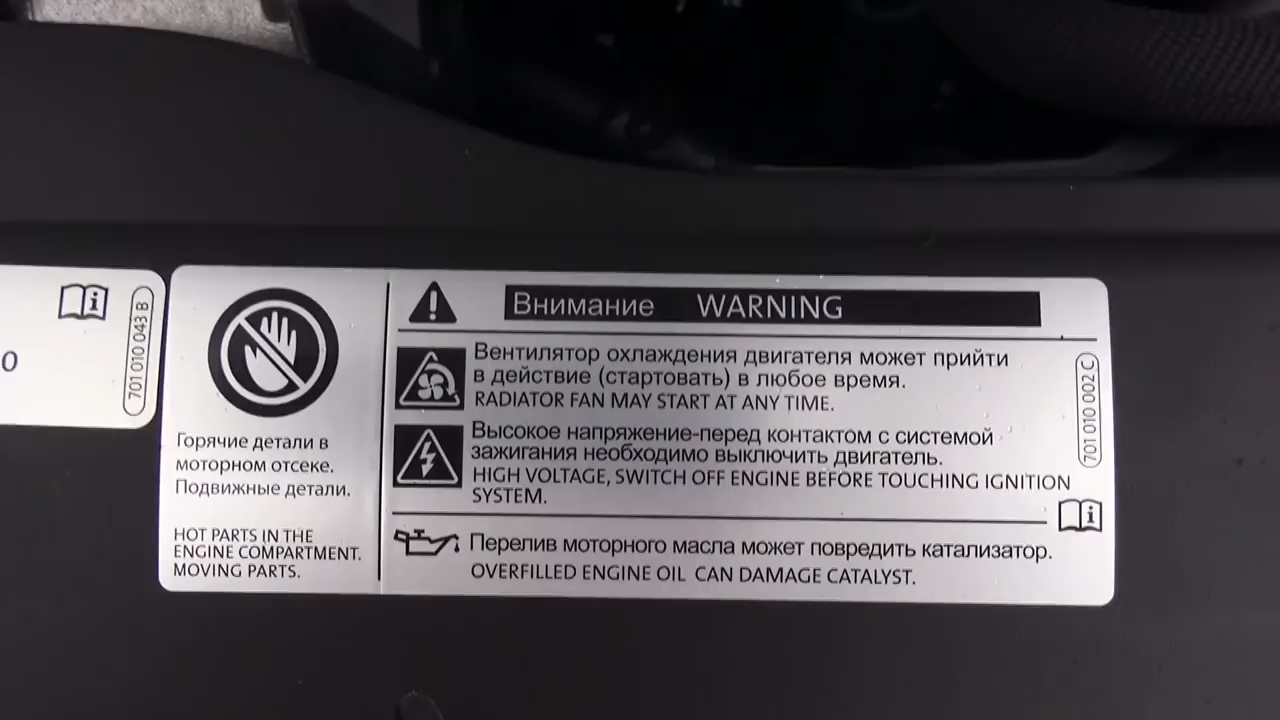 0
701 010 043 B
Горячие детали в
моторном отсеке.
Подвижные детали.
HOT PARTS IN THE
ENGINE COMPARTMENT.
MOVING PARTS.
Внимание WARNING
Вентилятор охлаждения двигателя может прийти
в действие (стартовать) в любое время.
RADIATOR FAN MAY START AT ANY TIME.
Высокое напряжение-перед контактом с системой
зажигания необходимо выключить двигатель.
HIGH VOLTAGE, SWITCH OFF ENGINE BEFORE TOUCHING IGNITION
SYSTEM.
701 010 002 C
Перелив моторного масла может повредить катализатор.
OVERFILLED ENGINE OIL CAN DAMAGE CATALYST.